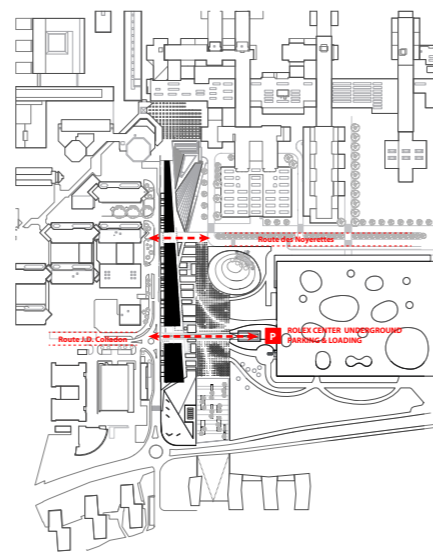 Route des Noyerettes
P
ROLEX CENTER UNDERGROUND
PARKING & LOADING
Route J.D. Colladon